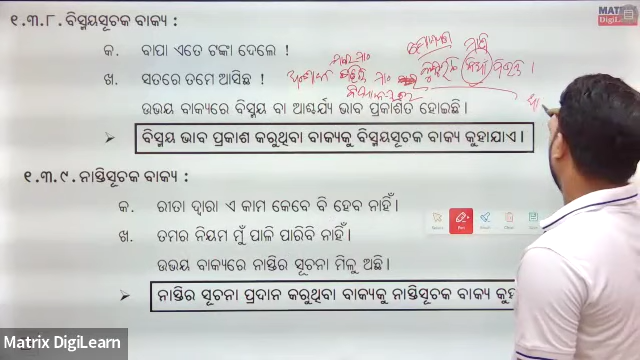 MAT
DigiL
୧.୩.୮. ବିସ୍ମୟସୂଚକ ବାକ୍ୟ :
କ. ବାପା ଏତେ ଟଙ୍କା ଦେଲେ !
ଖ. ସତରେ ତମେ ଆସିଛ !
ଉଭୟ ବାକ୍ୟରେ ବିସ୍ମୟ ବା ଆଶ୍ଚର୍ଯ୍ୟ ଭାବ ପ୍ରକାଶିତ ହୋଇଛି।
➤ ବିସ୍ମୟ ଭାବ ପ୍ରକାଶ କରୁଥିବା ବାକ୍ୟକୁ ବିସ୍ମୟସୂଚକ ବାକ୍ୟ କୁହାଯାଏ।
୧.୩.୯. ନାସ୍ତିସୂଚକ ବାକ୍ୟ :
କ. ରୀତା ଦ୍ୱାରା ଏ କାମ କେବେ ବି ହେବ ନାହିଁ।
ଖ. ତମର ନିୟମ ମୁଁ ପାଳି ପାରିବି ନାହିଁ।
ଉଭୟ ବାକ୍ୟରେ ନାସ୍ତିର ସୂଚନା ମିଳୁ ଅଛି।
➤ ନାସ୍ତିର ସୂଚନା ପ୍ରଦାନ କରୁଥିବା ବାକ୍ୟକୁ ନାସ୍ତିସୂଚକ ବାକ୍ୟ
Matrix DigiLearn